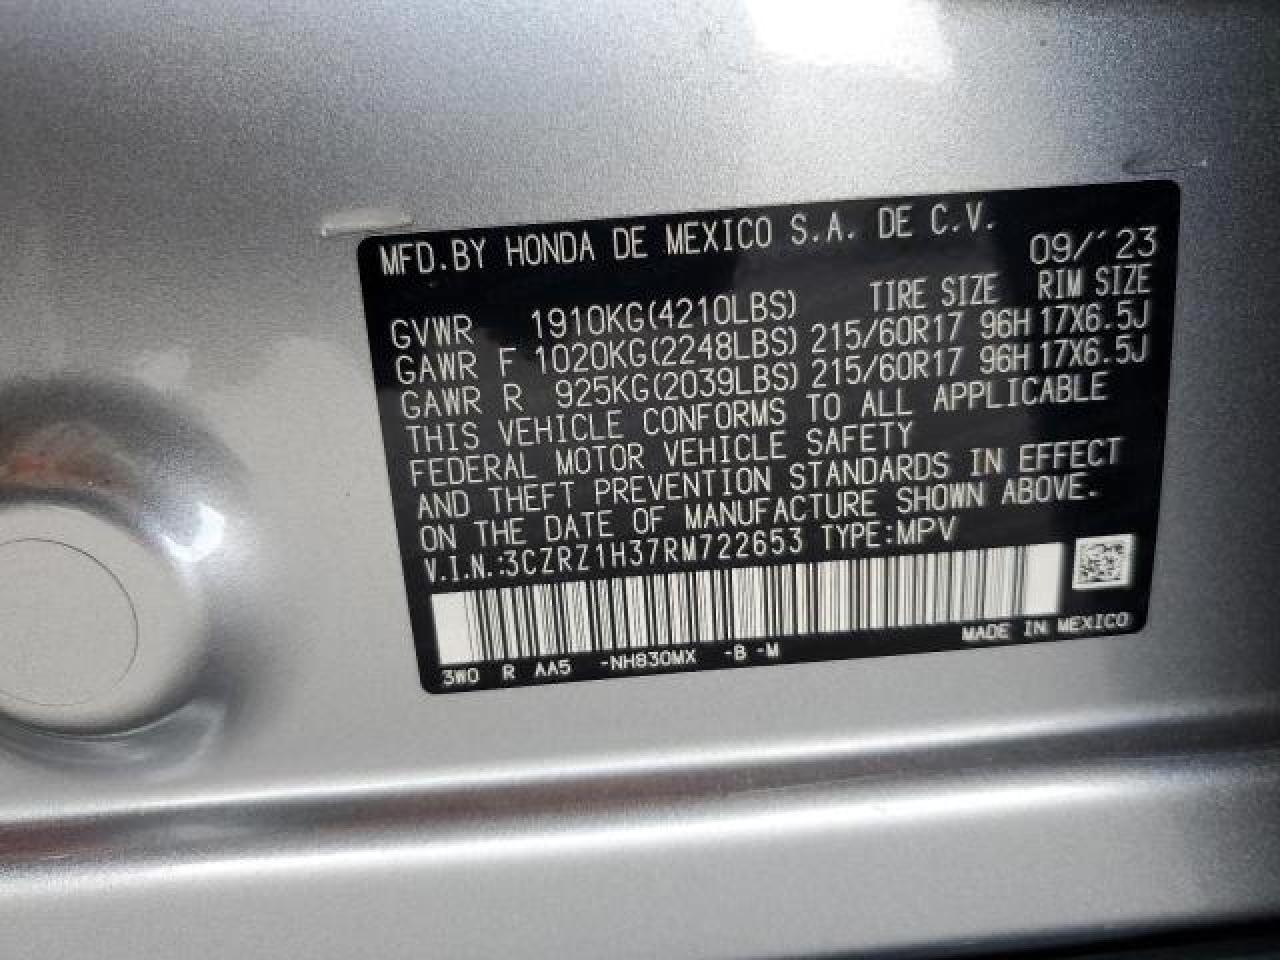 MFD.BY HONDA DE MEXICO S.A. DE C.V.
09/´23
TIRE SIZE RIM SIZE
GVWR 1910KG(4210LBS)
GAWR F 1020KG(2248LBS) 215/60R17 96H 17X6.5J
GAWR R 925KG(2039LBS) 215/60R17 96H 17X6.5J
THIS VEHICLE CONFORMS TO ALL APPLICABLE
FEDERAL MOTOR VEHICLE SAFETY
AND THEFT PREVENTION STANDARDS IN EFFECT
ON THE DATE OF MANUFACTURE SHOWN ABOVE.
V.I.N.:3CZRZ1H37RM722653 TYPE:MPV
MADE IN MEXICO
3W0 R AA5 -NH830MX -B -M